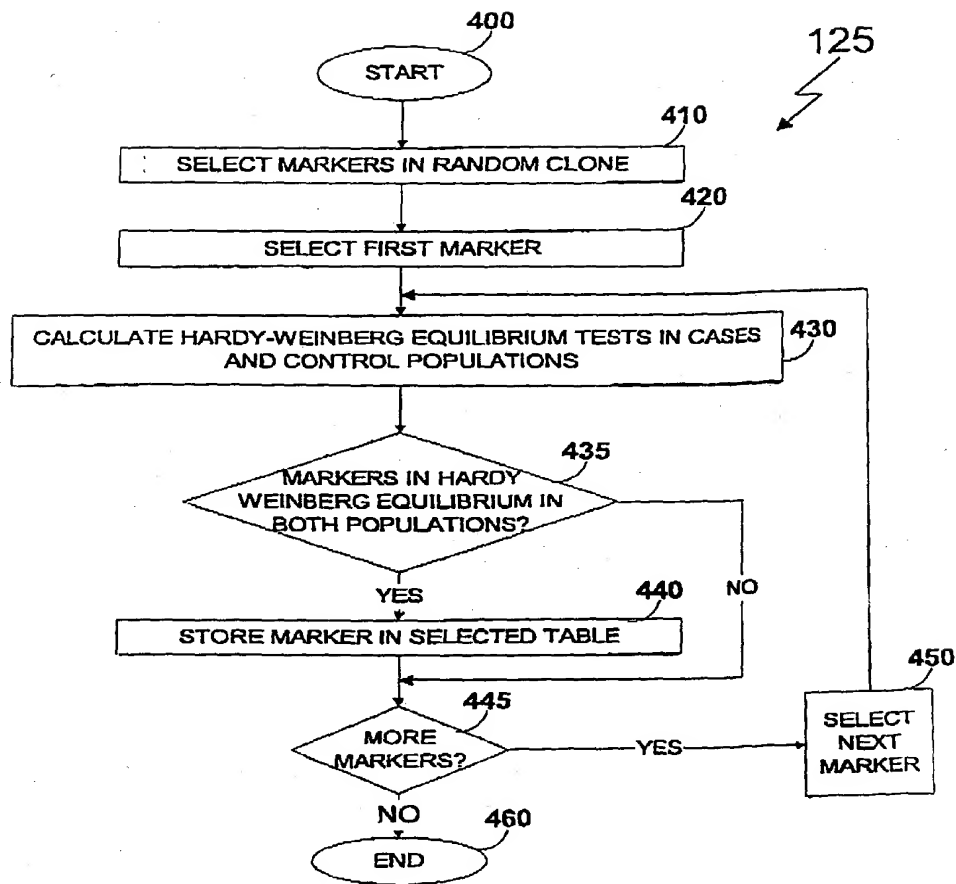 400
START
125
410
SELECT MARKERS IN RANDOM CLONE
420
SELECT FIRST MARKER
CALCULATE HARDY-WEINBERG EQUILIBRIUM TESTS IN CASES
AND CONTROL POPULATIONS
430
435
MARKERS IN HARDY
WEINBERG EQUILIBRIUM IN
BOTH POPULATIONS?
YES
NO
440
STORE MARKER IN SELECTED TABLE
450
445
SELECT
NEXT
MARKER
MORE
MARKERS?
YES
NO
460
END